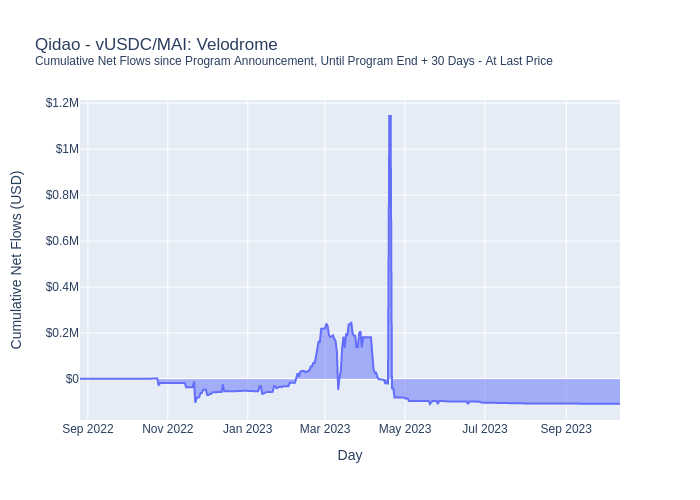 Qidao - vUSDC/MAI: Velodrome
Cumulative Net Flows since Program Announcement, Until Program End + 30 Days - At Last Price
Cumulative Net Flows (USD)
$1.2M
$1M
$0.8M
$0.6M
$0.4M
$0.2M
$0
Sep 2022
Nov 2022
Jan 2023
Mar 2023
May 2023
Jul 2023
Sep 2023
Day